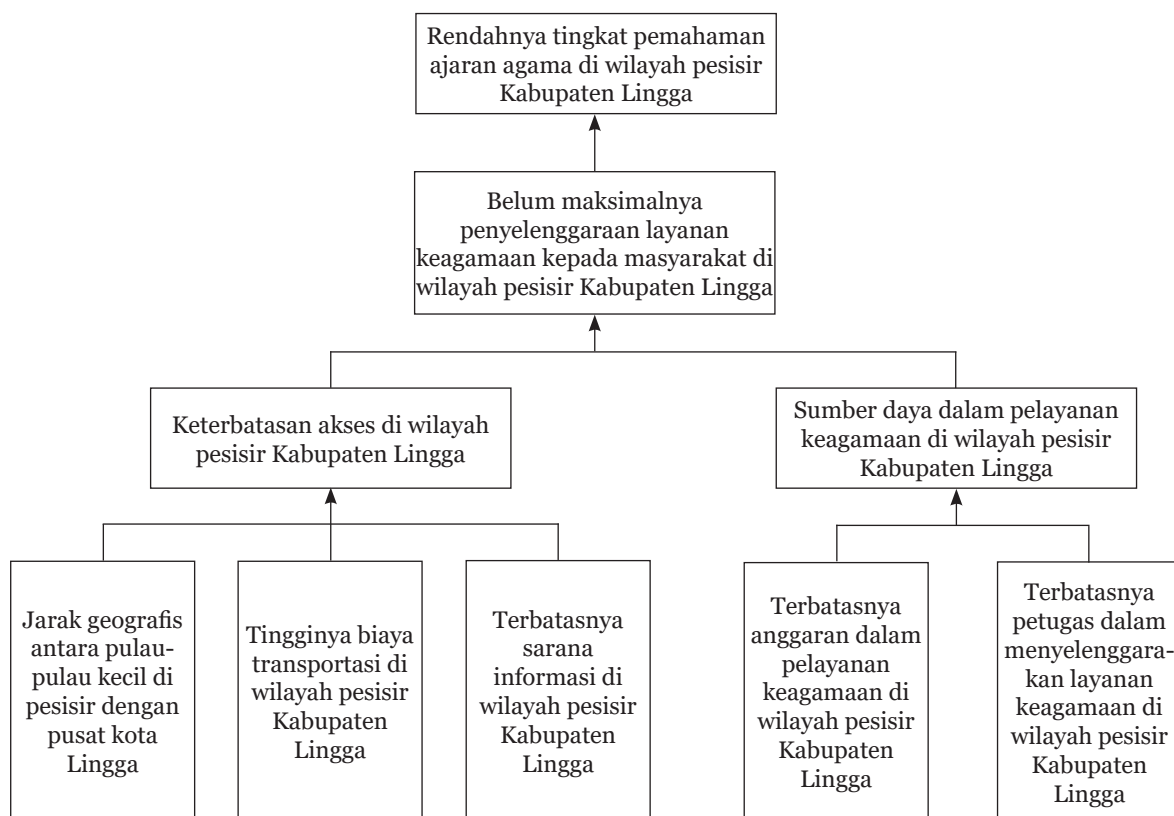 Rendahnya tingkat pemahaman
ajaran agama di wilayah pesisir
Kabupaten Lingga
Belum maksimalnya
penyelenggaraan layanan
keagamaan kepada masyarakat di
wilayah pesisir Kabupaten Lingga
Keterbatasan akses di wilayah
pesisir Kabupaten Lingga
Sumber daya dalam pelayanan
keagamaan di wilayah pesisir
Kabupaten Lingga
Jarak geografis
antara pulau-
pulau kecil di
pesisir dengan
pusat kota
Lingga
Tingginya biaya
transportasi di
wilayah pesisir
Kabupaten
Lingga
Terbatasnya
sarana
informasi di
wilayah pesisir
Kabupaten
Lingga
Terbatasnya
anggaran dalam
pelayanan
keagamaan di
wilayah pesisir
Kabupaten
Lingga
Terbatasnya
petugas dalam
menyelenggara-
kan layanan
keagamaan di
wilayah pesisir
Kabupaten
Lingga